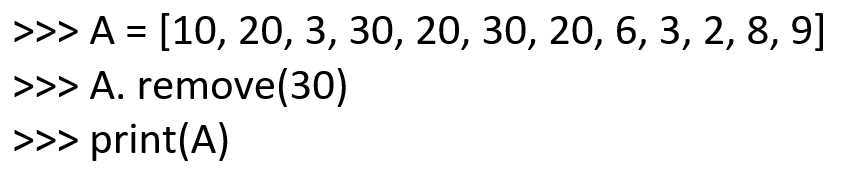 >>> A = [10, 20, 3, 30, 20, 30, 20, 6, 3, 2, 8, 9]
>>> A. remove(30)
>>> print(A)